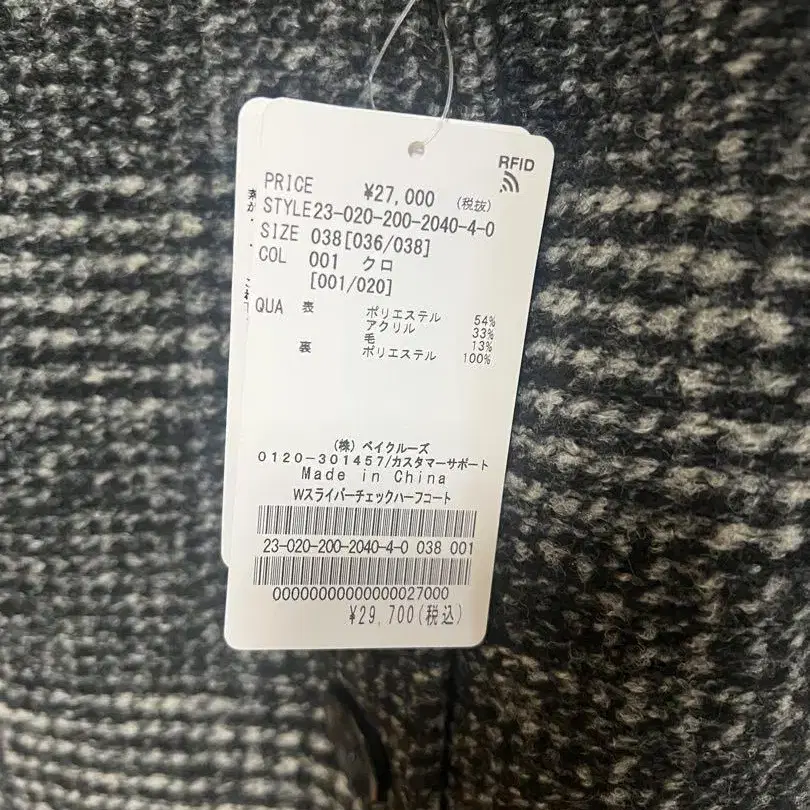 RFID
PRICE ¥27,000 (税抜)
STYLE23-020-200-2040-4-0
SIZE 038[036/038]
COL 001 クロ
[001/020]
QUA 表 ポリエステル 54%
アクリル 33%
毛 13%
裏 ポリエステル 100%
(株) ベイクルーズ
0120-301457/カスタマーサポート
Made in China
Wスライバーチェックハーフコート
23-020-200-2040-4-0 038 001
00000000000000027000
¥29,700(税込)